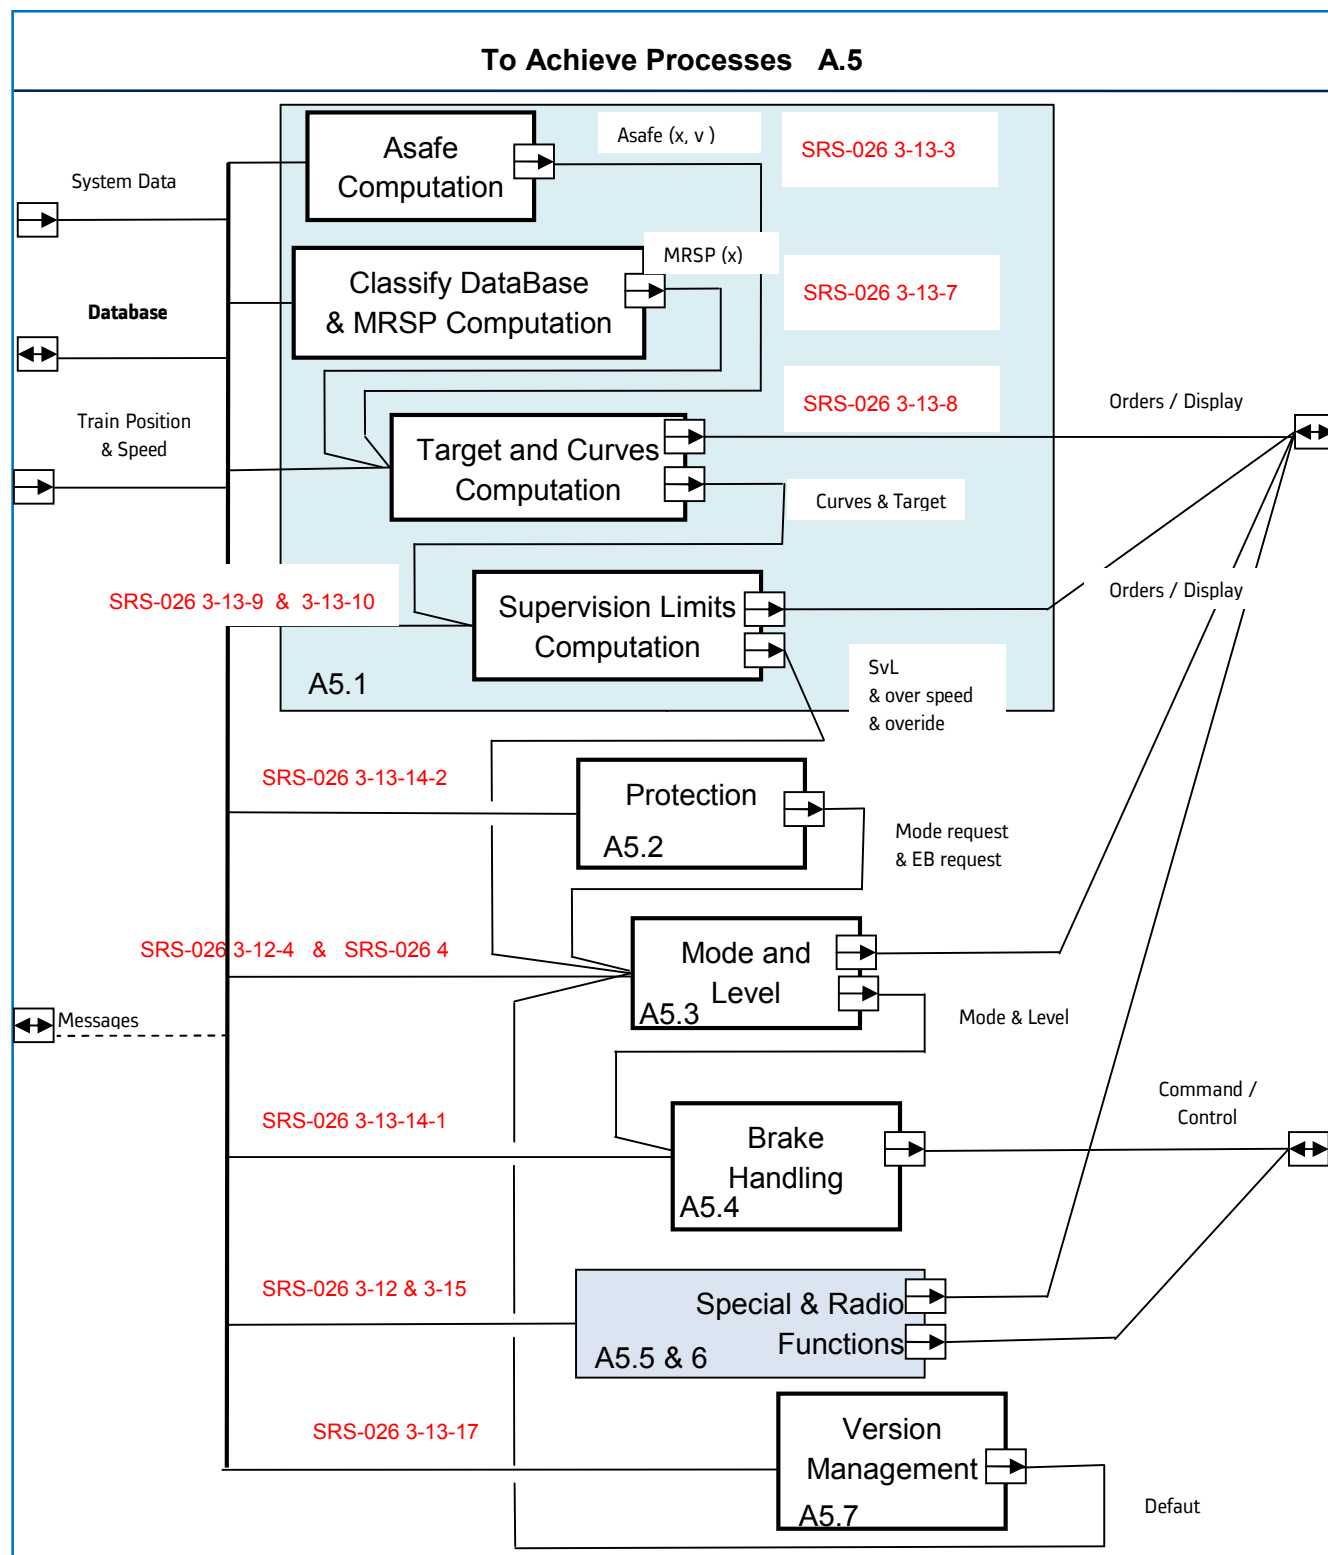 To Achieve Processes A.5
Asafe
Computation
Asafe (x, v )
SRS-026 3-13-3
System Data
MRSP (x)
Classify DataBase
& MRSP Computation
SRS-026 3-13-7
Database
SRS-026 3-13-8
Orders / Display
Train Position
& Speed
Target and Curves
Computation
Curves & Target
SRS-026 3-13-9 & 3-13-10
Supervision Limits
Computation
Orders / Display
A5.1
SvL
& over speed
& overide
SRS-026 3-13-14-2
Protection
A5.2
Mode request
& EB request
SRS-026 3-12-4 & SRS-026 4
Mode and
Level
A5.3
Messages
Mode & Level
SRS-026 3-13-14-1
Brake
Handling
A5.4
Command /
Control
SRS-026 3-12 & 3-15
Special & Radio
Functions
A5.5 & 6
SRS-026 3-13-17
Version
Management
A5.7
Defaut